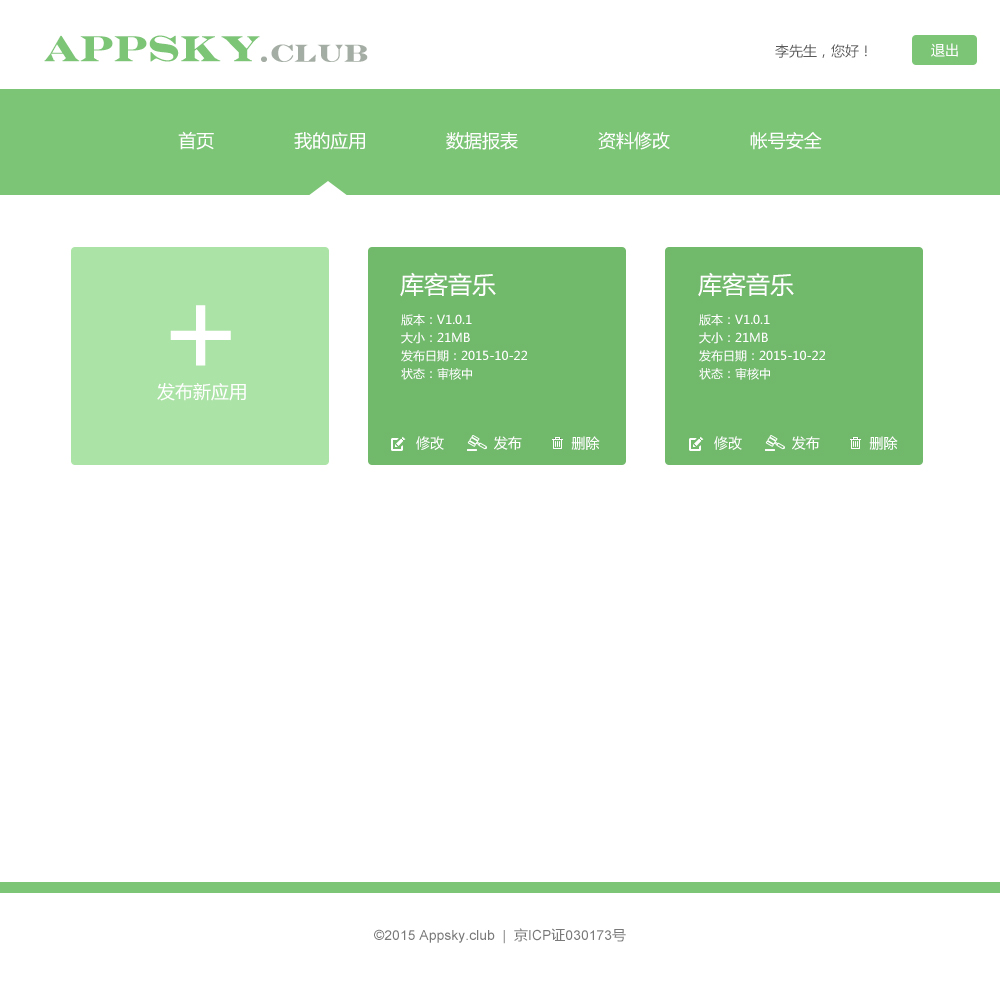 APPSKY.CLUB
李先生，您好！
退出
首页
我的应用
数据报表
资料修改
帐号安全
发布新应用
库客音乐
版本：V1.0.1
大小：21MB
发布日期：2015-10-22
状态：审核中
修改
发布
删除
库客音乐
版本：V1.0.1
大小：21MB
发布日期：2015-10-22
状态：审核中
修改
发布
删除
©2015 Appsky.club | 京ICP证030173号